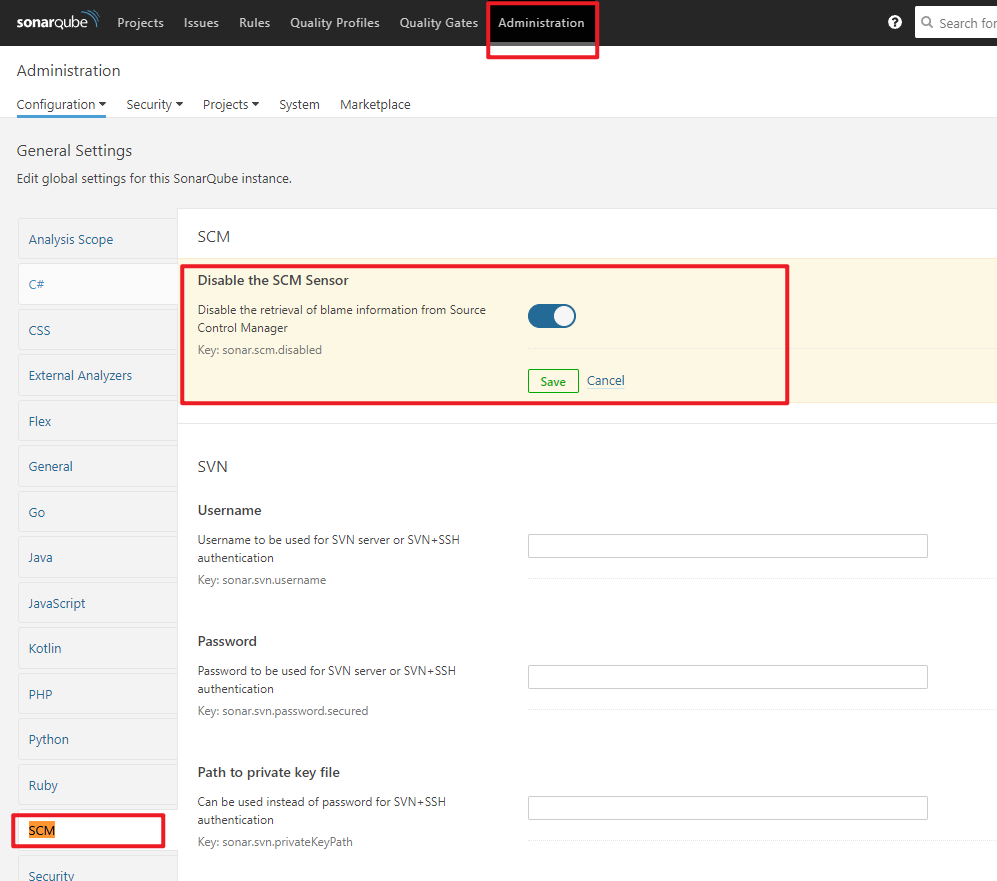 sonarqube Projects Issues Rules Quality Profiles Quality Gates Administration ? Search for
Administration
Configuration Security Projects System Marketplace
General Settings
Edit global settings for this SonarQube instance.
Analysis Scope
C#
CSS
External Analyzers
Flex
General
Go
Java
JavaScript
Kotlin
PHP
Python
Ruby
SCM
Security
SCM
Disable the SCM Sensor
Disable the retrieval of blame information from Source
Control Manager
Key: sonar.scm.disabled
Save Cancel
SVN
Username
Username to be used for SVN server or SVN+SSH
authentication
Key: sonar.svn.username
Password
Password to be used for SVN server or SVN+SSH
authentication
Key: sonar.svn.password.secured
Path to private key file
Can be used instead of password for SVN+SSH
authentication
Key: sonar.svn.privateKeyPath